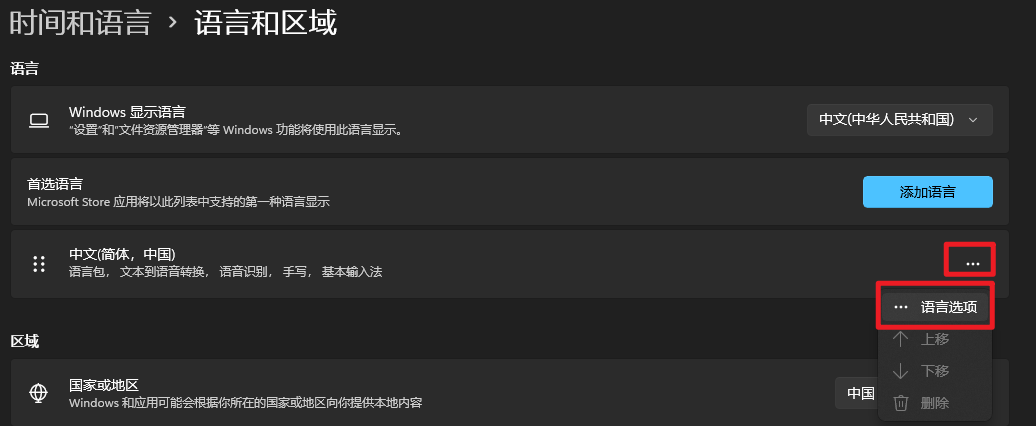 时间和语言 › 语言和区域
语言
Windows 显示语言
“设置”和“文件资源管理器”等 Windows 功能将使用此语言显示。
中文(中华人民共和国)
首选语言
Microsoft Store 应用将以此列表中支持的第一种语言显示
添加语言
中文(简体，中国)
语言包， 文本到语音转换， 语音识别， 手写， 基本输入法
...
... 语言选项
上移
下移
删除
区域
国家或地区
Windows 和应用可能会根据你所在的国家或地区向你提供本地内容
中国